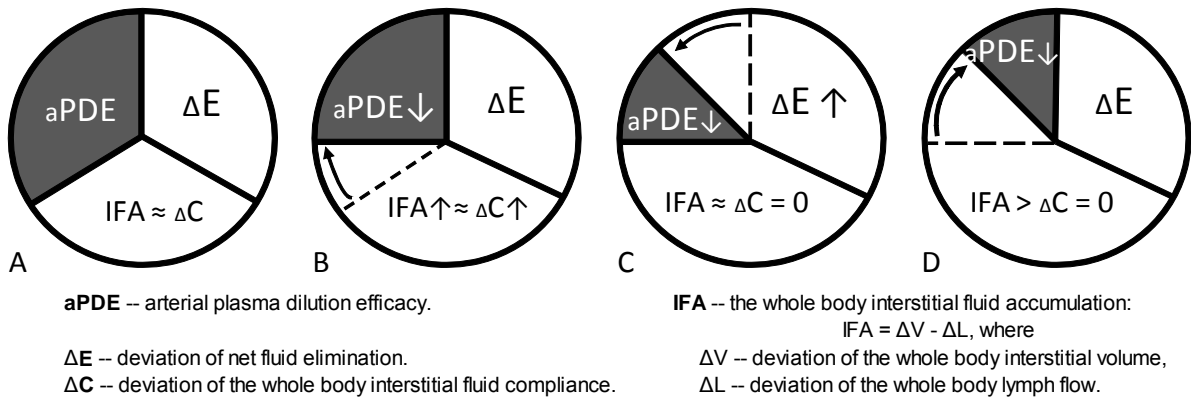 aPDE
ΔE
IFA ≈ ΔC
A
aPDE↓
ΔE
IFA↑≈ ΔC↑
B
aPDE↓
ΔE ↑
IFA ≈ ΔC = 0
C
aPDE↓
ΔE
IFA > ΔC = 0
D
aPDE -- arterial plasma dilution efficacy.
ΔE -- deviation of net fluid elimination.
ΔC -- deviation of the whole body interstitial fluid compliance.
IFA -- the whole body interstitial fluid accumulation:
IFA = ΔV - ΔL, where
ΔV -- deviation of the whole body interstitial volume,
ΔL -- deviation of the whole body lymph flow.